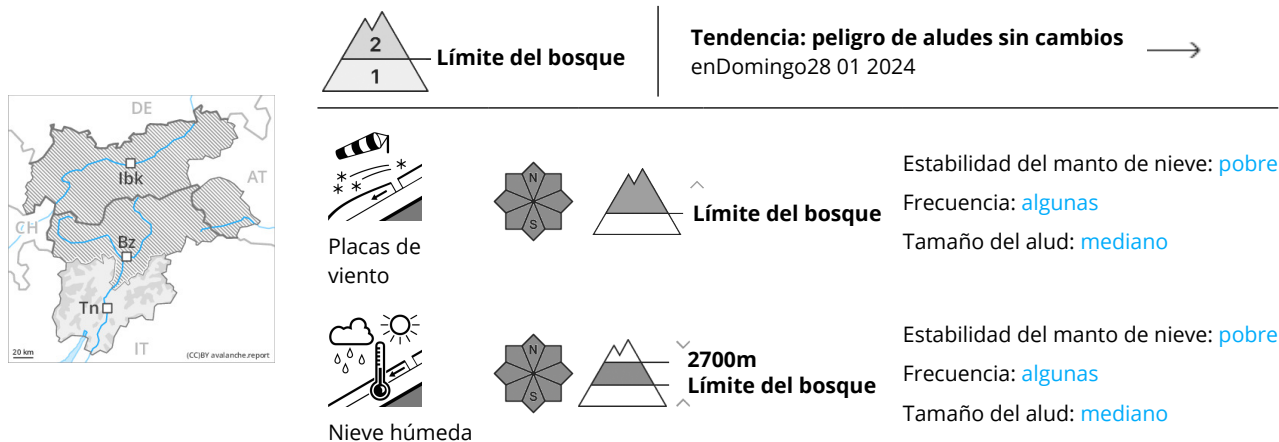 2
1
Límite del bosque
Tendencia: peligro de aludes sin cambios
enDomingo28 01 2024
DE
AT
CH
IT
Ibk
Bz
Tn
20 km
(CC)BY avalanche.report
Placas de
viento
N
S
Límite del bosque
Estabilidad del manto de nieve: pobre
Frecuencia: algunas
Tamaño del alud: mediano
Nieve húmeda
N
S
2700m
Límite del bosque
Estabilidad del manto de nieve: pobre
Frecuencia: algunas
Tamaño del alud: mediano